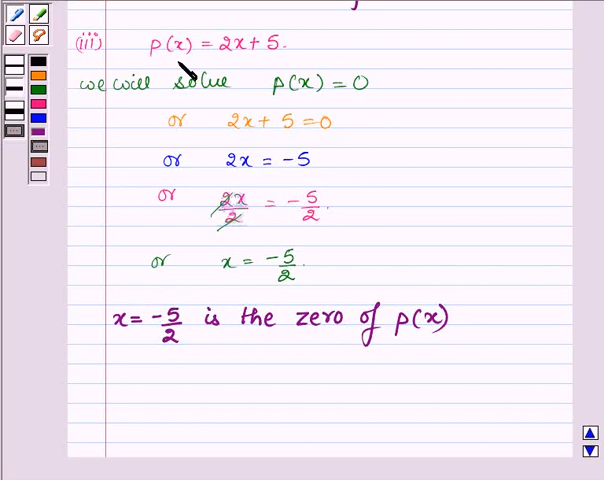 (iii) p(x) = 2x + 5.
we will solve p(x) = 0
or 2x + 5 = 0
or 2x = -5
or 2x/2 = -5/2.
or x = -5/2.
x = -5/2 is the zero of p(x)